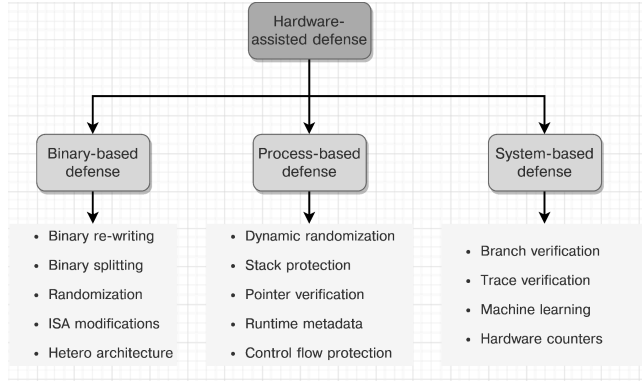 Hardware-
assisted defense
Binary-based
defense
Process-based
defense
System-based
defense
• Binary re-writing
• Binary splitting
• Randomization
• ISA modifications
• Hetero architecture
• Dynamic randomization
• Stack protection
• Pointer verification
• Runtime metadata
• Control flow protection
• Branch verification
• Trace verification
• Machine learning
• Hardware counters